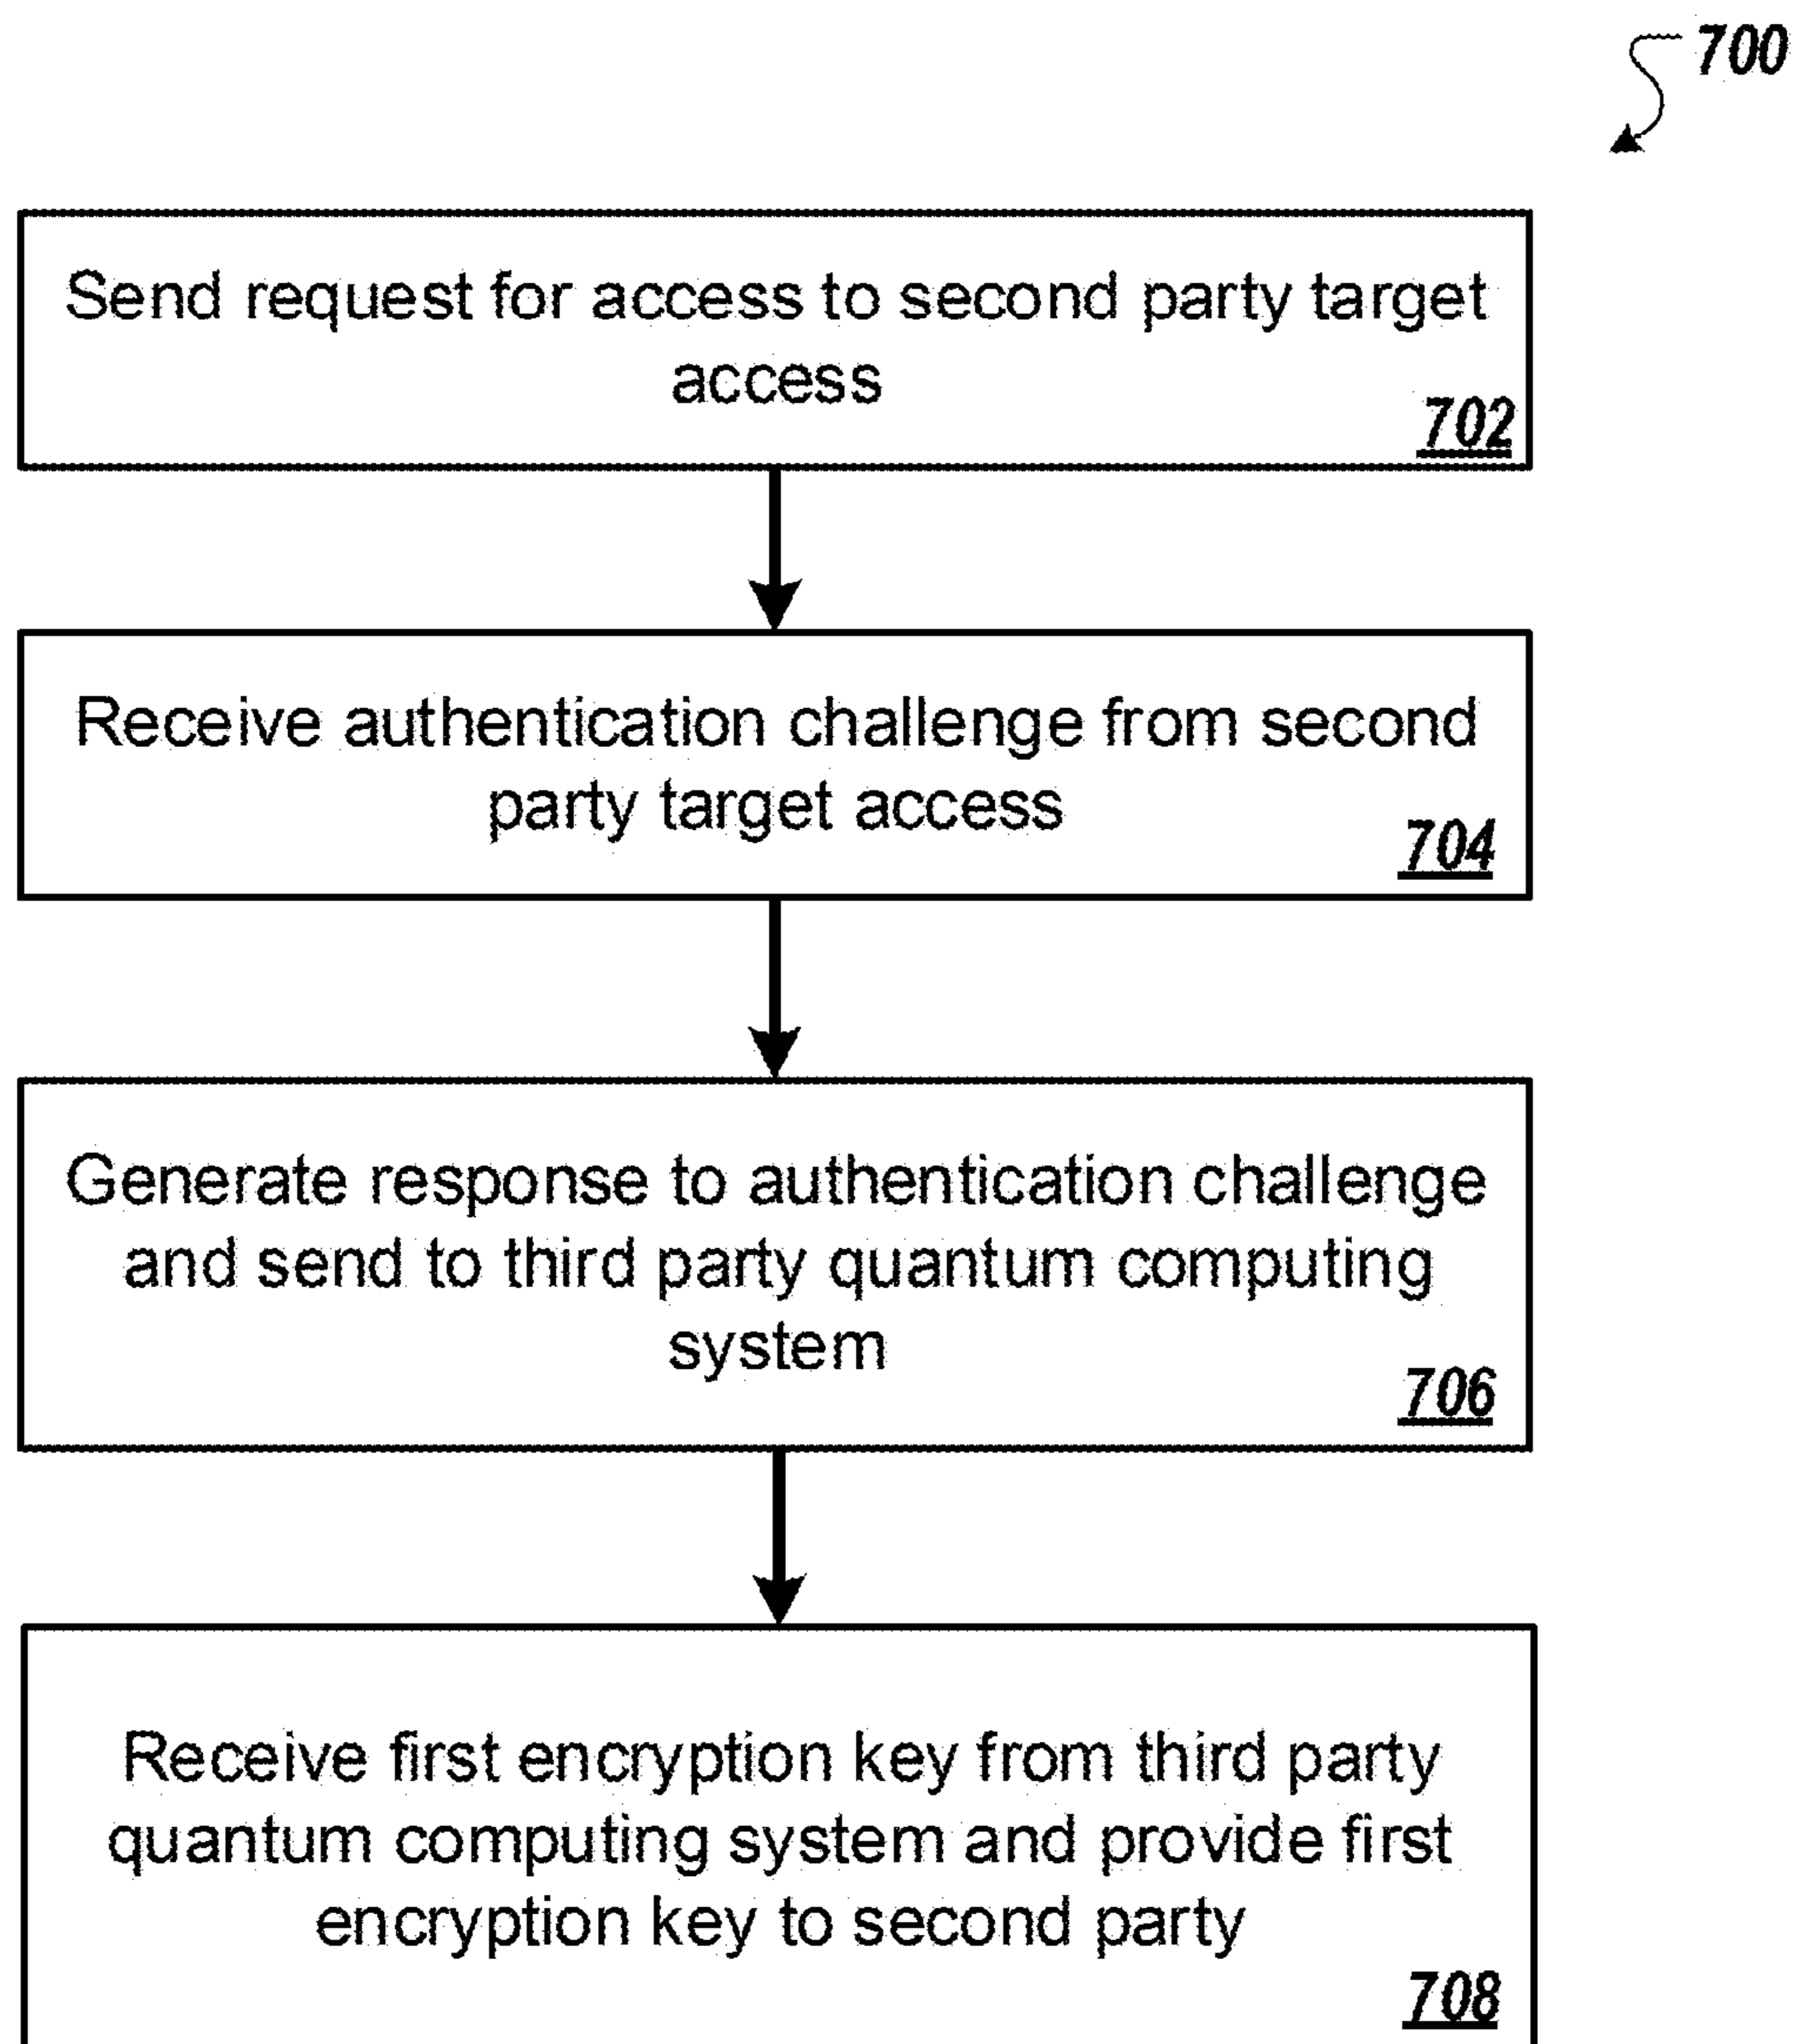 700
Send request for access to second party target
access
702
Receive authentication challenge from second
party target access
704
Generate response to authentication challenge
and send to third party quantum computing
system
706
Receive first encryption key from third party
quantum computing system and provide first
encryption key to second party
708